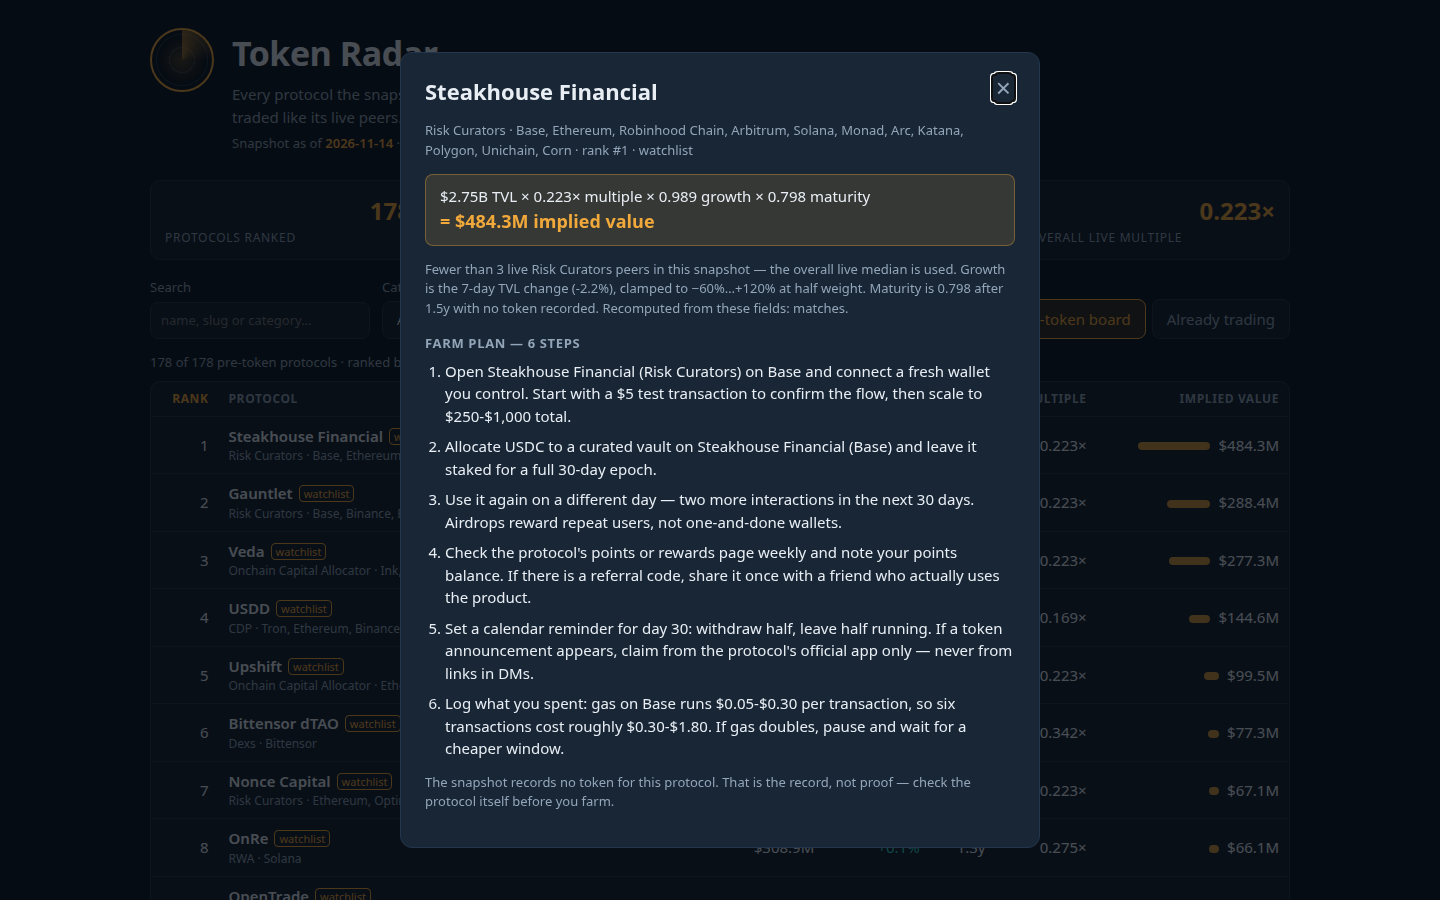 Token Radar
Every protocol the snaps
traded like its live peers.
Snapshot as of 2026-11-14 ·
178
PROTOCOLS RANKED
0.223×
VERALL LIVE MULTIPLE
Search
Cat
name, slug or category...
-token board
Already trading
178 of 178 pre-token protocols · ranked b
RANK PROTOCOL ULTIPLE IMPLIED VALUE
1 Steakhouse Financial 0.223× $484.3M
Risk Curators · Base, Ethereum
2 Gauntlet watchlist 0.223× $288.4M
Risk Curators · Base, Binance, E
3 Veda watchlist 0.223× $277.3M
Onchain Capital Allocator · Ink,
4 USDD watchlist 0.169× $144.6M
CDP · Tron, Ethereum, Binance
5 Upshift watchlist 0.223× $99.5M
Onchain Capital Allocator · Eth
6 Bittensor dTAO watchlist 0.342× $77.3M
Dexs · Bittensor
7 Nonce Capital watchlist 0.223× $67.1M
Risk Curators · Ethereum, Opti
8 OnRe watchlist $368.9M +0.1% 1.5y 0.275× $66.1M
RWA · Solana
OpenTrade watchlist
Steakhouse Financial
×
Risk Curators · Base, Ethereum, Robinhood Chain, Arbitrum, Solana, Monad, Arc, Katana,
Polygon, Unichain, Corn · rank #1 · watchlist
$2.75B TVL × 0.223× multiple × 0.989 growth × 0.798 maturity
= $484.3M implied value
Fewer than 3 live Risk Curators peers in this snapshot — the overall live median is used. Growth
is the 7-day TVL change (-2.2%), clamped to −60%...+120% at half weight. Maturity is 0.798 after
1.5y with no token recorded. Recomputed from these fields: matches.
FARM PLAN — 6 STEPS
1. Open Steakhouse Financial (Risk Curators) on Base and connect a fresh wallet
you control. Start with a $5 test transaction to confirm the flow, then scale to
$250-$1,000 total.
2. Allocate USDC to a curated vault on Steakhouse Financial (Base) and leave it
staked for a full 30-day epoch.
3. Use it again on a different day — two more interactions in the next 30 days.
Airdrops reward repeat users, not one-and-done wallets.
4. Check the protocol's points or rewards page weekly and note your points
balance. If there is a referral code, share it once with a friend who actually uses
the product.
5. Set a calendar reminder for day 30: withdraw half, leave half running. If a token
announcement appears, claim from the protocol's official app only — never from
links in DMs.
6. Log what you spent: gas on Base runs $0.05-$0.30 per transaction, so six
transactions cost roughly $0.30-$1.80. If gas doubles, pause and wait for a
cheaper window.
The snapshot records no token for this protocol. That is the record, not proof — check the
protocol itself before you farm.